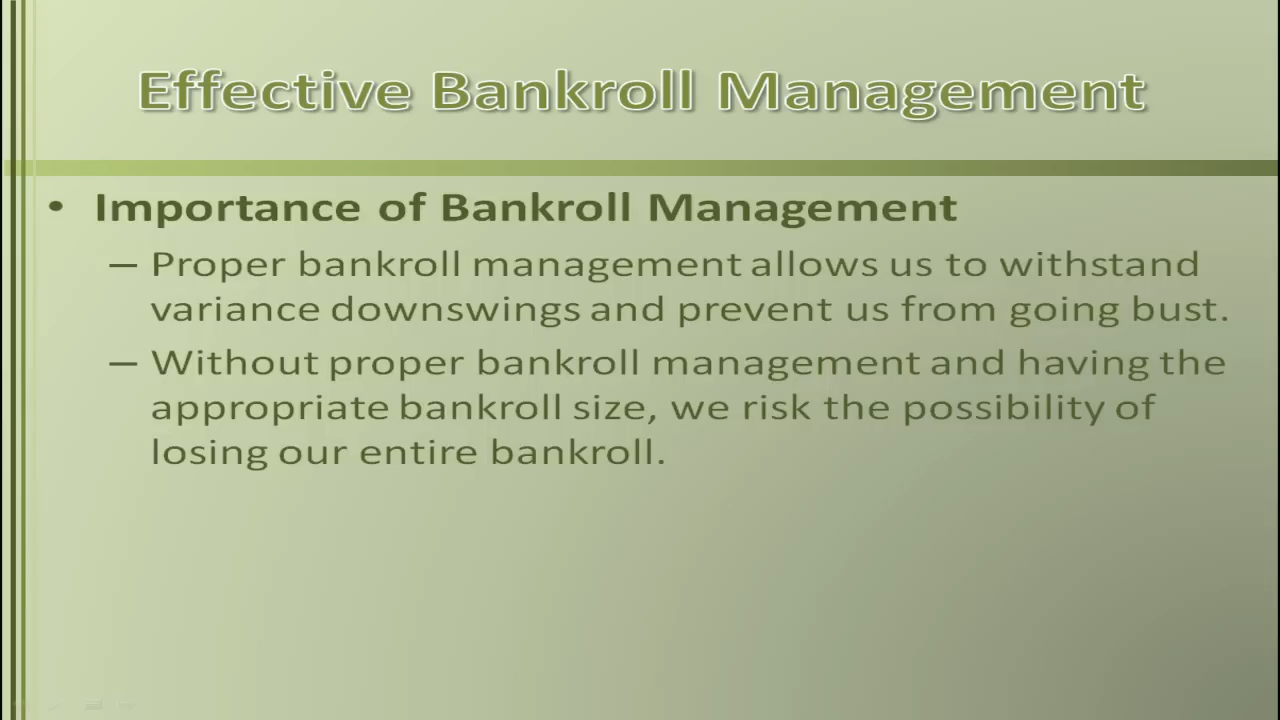 Effective Bankroll Management
• Importance of Bankroll Management
– Proper bankroll management allows us to withstand
variance downswings and prevent us from going bust.
– Without proper bankroll management and having the
appropriate bankroll size, we risk the possibility of
losing our entire bankroll.